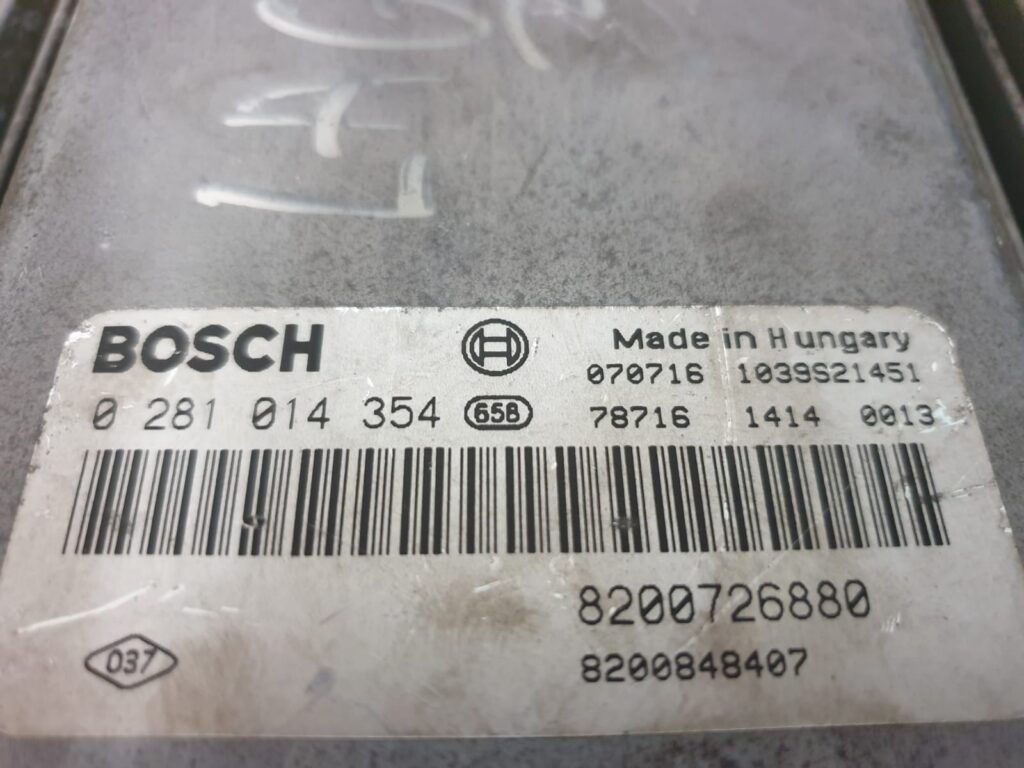 BOSCH
Made in Hungary
070716 1039S21451
0 281 014 354 658
78716 1414 0013
8200726880
037
8200848407